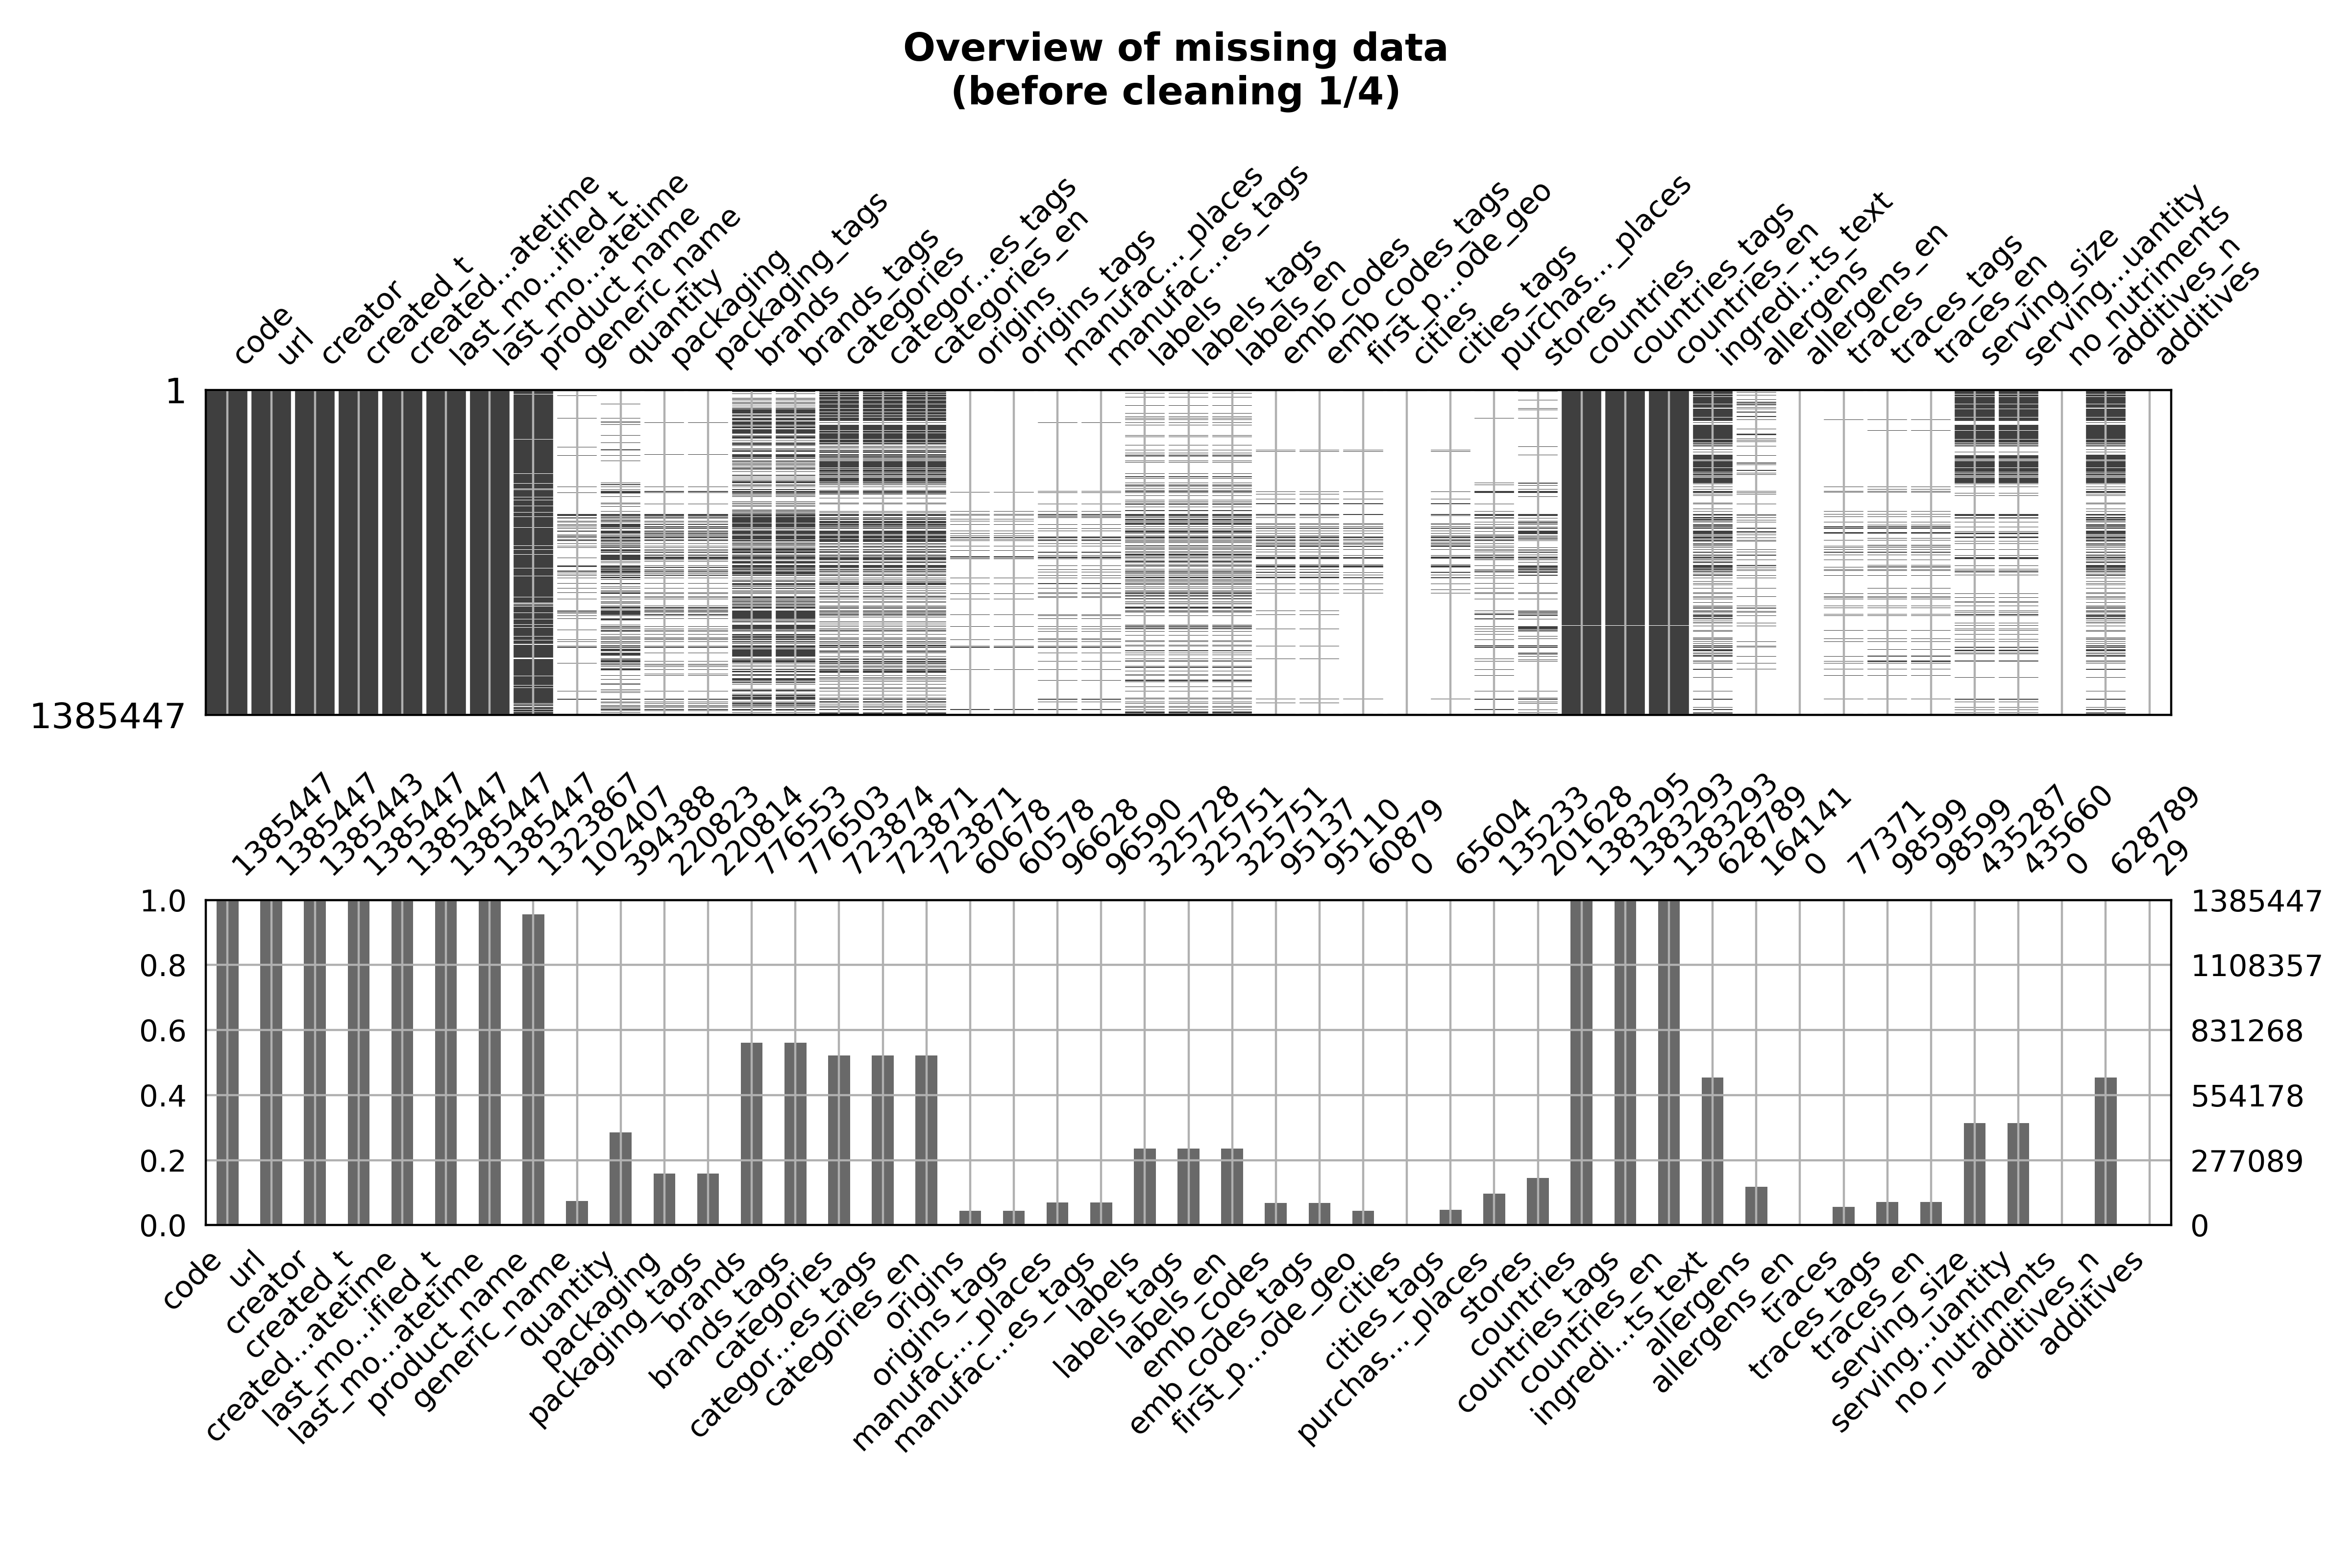 Overview of missing data
(before cleaning 1/4)
code
url
creator
created_t
created...atetime
last_mo...ified_t
last_mo...atetime
product_name
generic_name
quantity
packaging
packaging_tags
brands
brands_tags
categories
categor...es_tags
categories_en
origins
origins_tags
manufac..._places
manufac...es_tags
labels
labels_tags
labels_en
emb_codes
emb_codes_tags
first_p...ode_geo
cities
cities_tags
purchas..._places
stores
countries
countries_tags
countries_en
ingredi...ts_text
allergens
allergens_en
traces
traces_tags
traces_en
serving_size
serving...uantity
no_nutriments
additives_n
additives
1
1385447
1385447
1385447
1385443
1385447
1385447
1385447
1385447
1323867
102407
394388
220823
220814
776553
776503
723874
723871
723871
60678
60578
96628
96590
325728
325751
325751
95137
95110
60879
0
65604
135233
201628
1383295
1383293
1383293
628789
164141
0
77371
98599
98599
435287
435660
0
628789
29
1.0
1385447
0.8
1108357
0.6
831268
0.4
554178
0.2
277089
0.0
0
code
url
creator
created_t
created...atetime
last_mo...ified_t
last_mo...atetime
product_name
generic_name
quantity
packaging
packaging_tags
brands
brands_tags
categories
categor...es_tags
categories_en
origins
origins_tags
manufac..._places
manufac...es_tags
labels
labels_tags
labels_en
emb_codes
emb_codes_tags
first_p...ode_geo
cities
cities_tags
purchas..._places
stores
countries
countries_tags
countries_en
ingredi...ts_text
allergens
allergens_en
traces
traces_tags
traces_en
serving_size
serving...uantity
no_nutriments
additives_n
additives